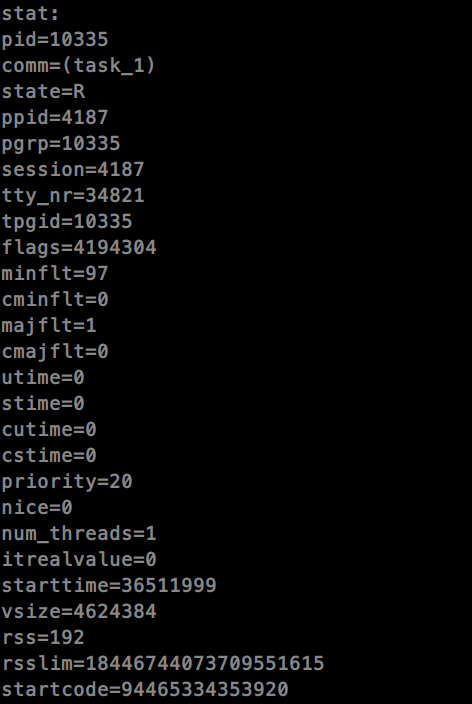 stat:
pid=10335
comm=(task_1)
state=R
ppid=4187
pgrp=10335
session=4187
tty_nr=34821
tpgid=10335
flags=4194304
minflt=97
cminflt=0
majflt=1
cmajflt=0
utime=0
stime=0
cutime=0
cstime=0
priority=20
nice=0
num_threads=1
itrealvalue=0
starttime=36511999
vsize=4624384
rss=192
rsslim=18446744073709551615
startcode=94465334353920